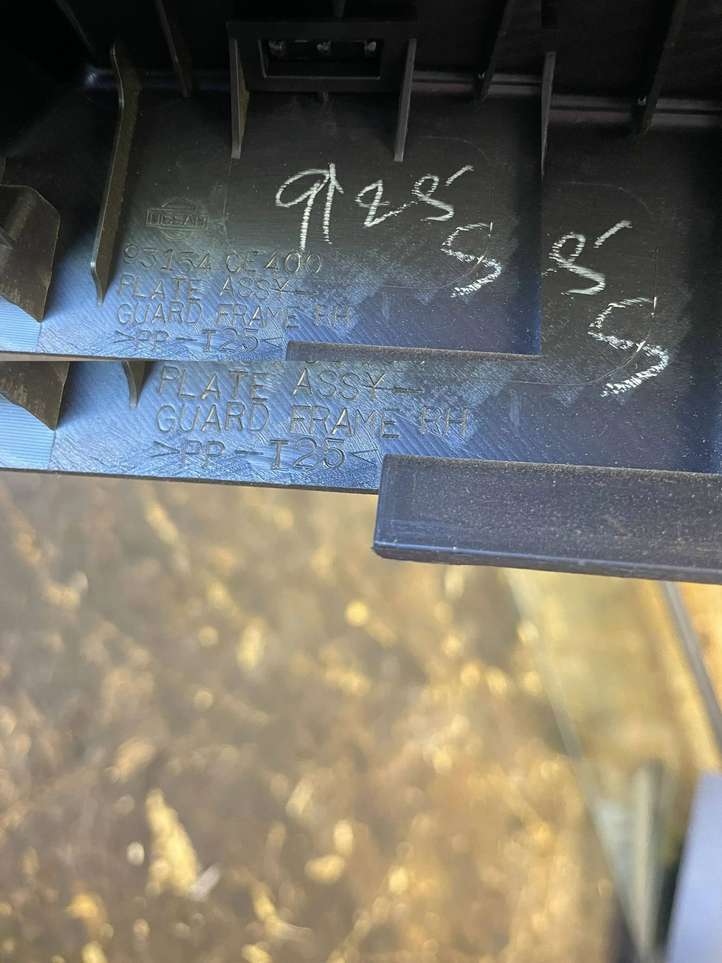 NISSAN
93154 CE400
PLATE ASSY-
GUARD FRAME RH
>PP-T25<
PLATE ASSY-
GUARD FRAME RH
>PP-T25<